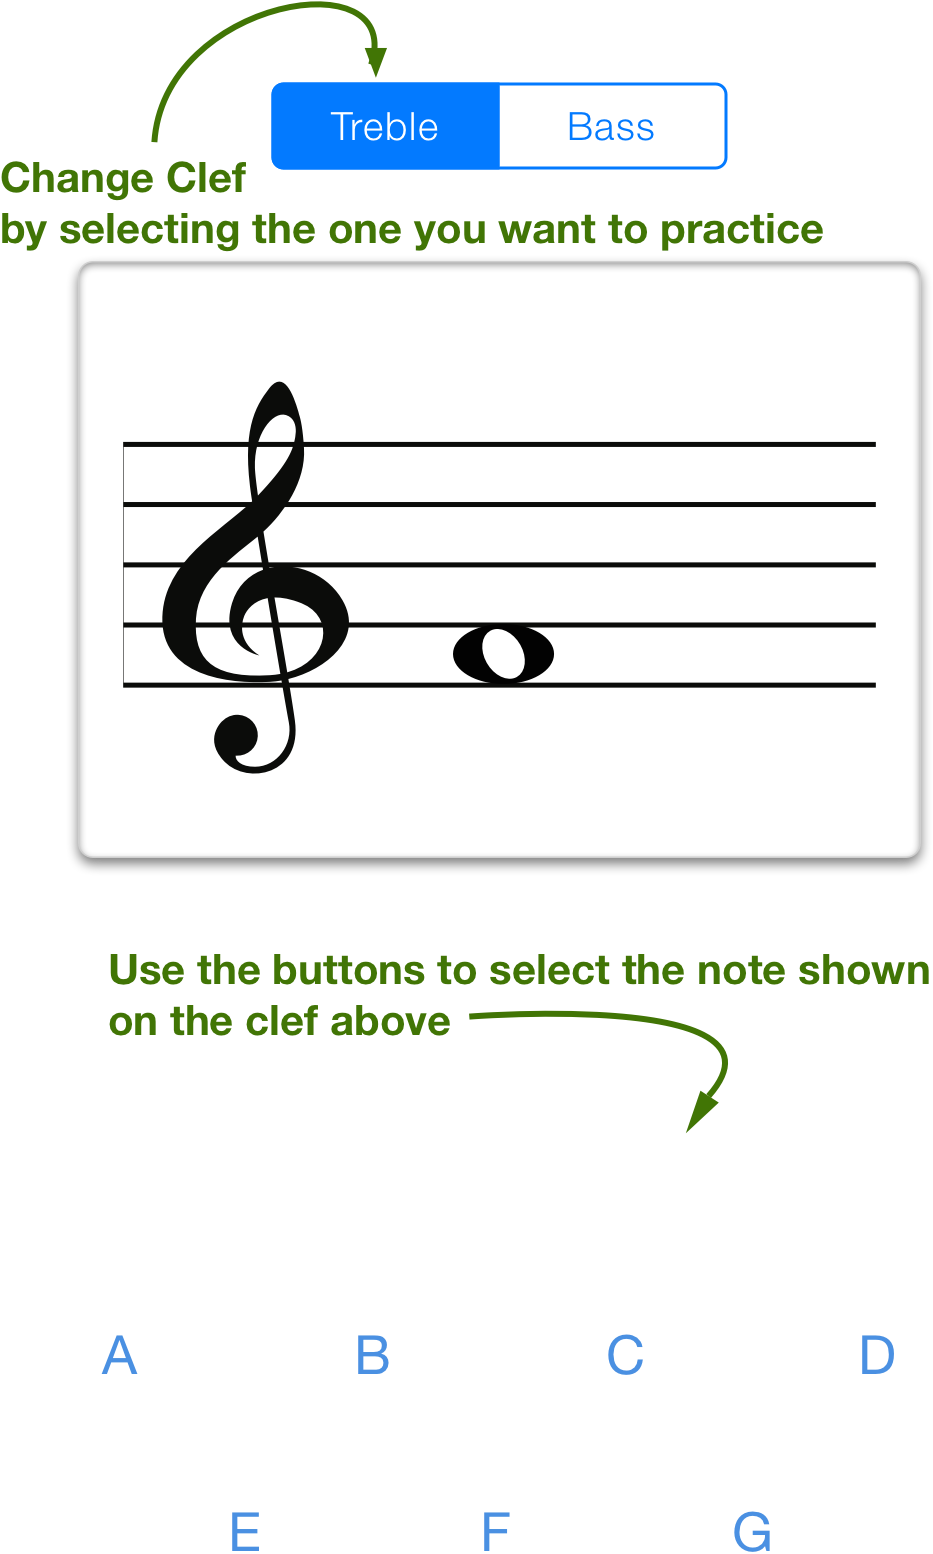 Treble Bass
Change Clef
by selecting the one you want to practice
Use the buttons to select the note shown
on the clef above
A B C D
E F G